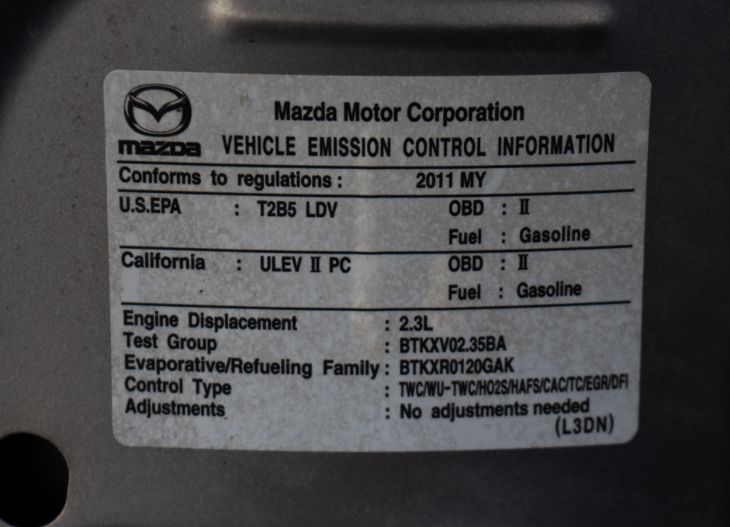 mazda
Mazda Motor Corporation
VEHICLE EMISSION CONTROL INFORMATION
Conforms to regulations : 2011 MY
U.S.EPA : T2B5 LDV OBD : II
Fuel : Gasoline
California : ULEV II PC OBD : II
Fuel : Gasoline
Engine Displacement : 2.3L
Test Group : BTKXV02.35BA
Evaporative/Refueling Family : BTKXR0120GAK
Control Type : TWC/WU-TWC/HO2S/HAFS/CAC/TC/EGR/DFI
Adjustments : No adjustments needed
(L3DN)